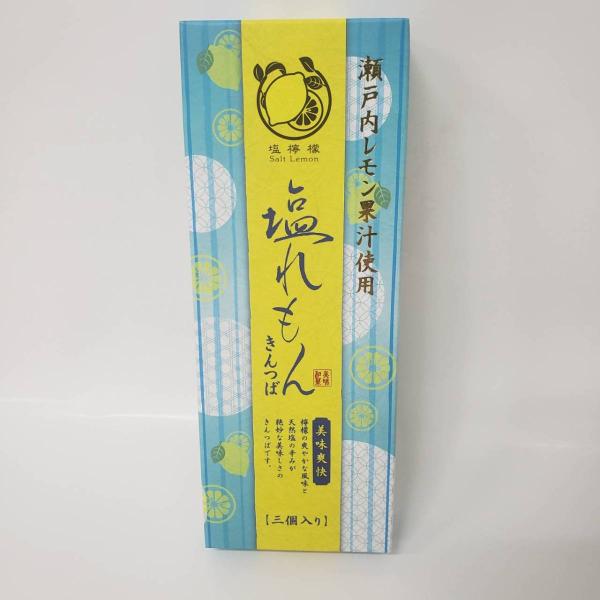 瀬戸内レモン果汁使用
塩檸檬
Salt Lemon
塩れもん
きんつば
美味爽快
檸檬の爽やかな風味と
天然塩の辛みが
絶妙な美味しさの
きんつばです。
【三個入り】